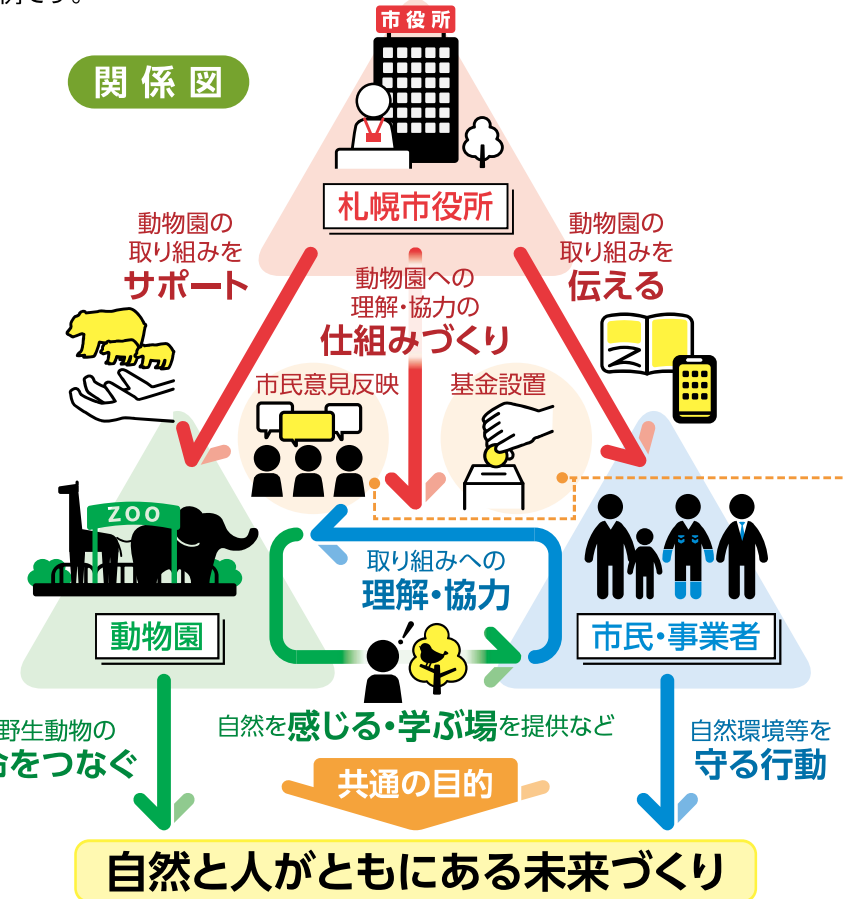 例です。
市役所
関係図
札幌市役所
動物園の
取り組みを
サポート
動物園への
理解・協力の
仕組みづくり
動物園の
取り組みを
伝える
市民意見反映
基金設置
ZOO
動物園
取り組みへの
理解・協力
市民・事業者
自然を感じる・学ぶ場を提供など
野生動物の
命をつなぐ
自然環境等を
守る行動
共通の目的
自然と人がともにある未来づくり